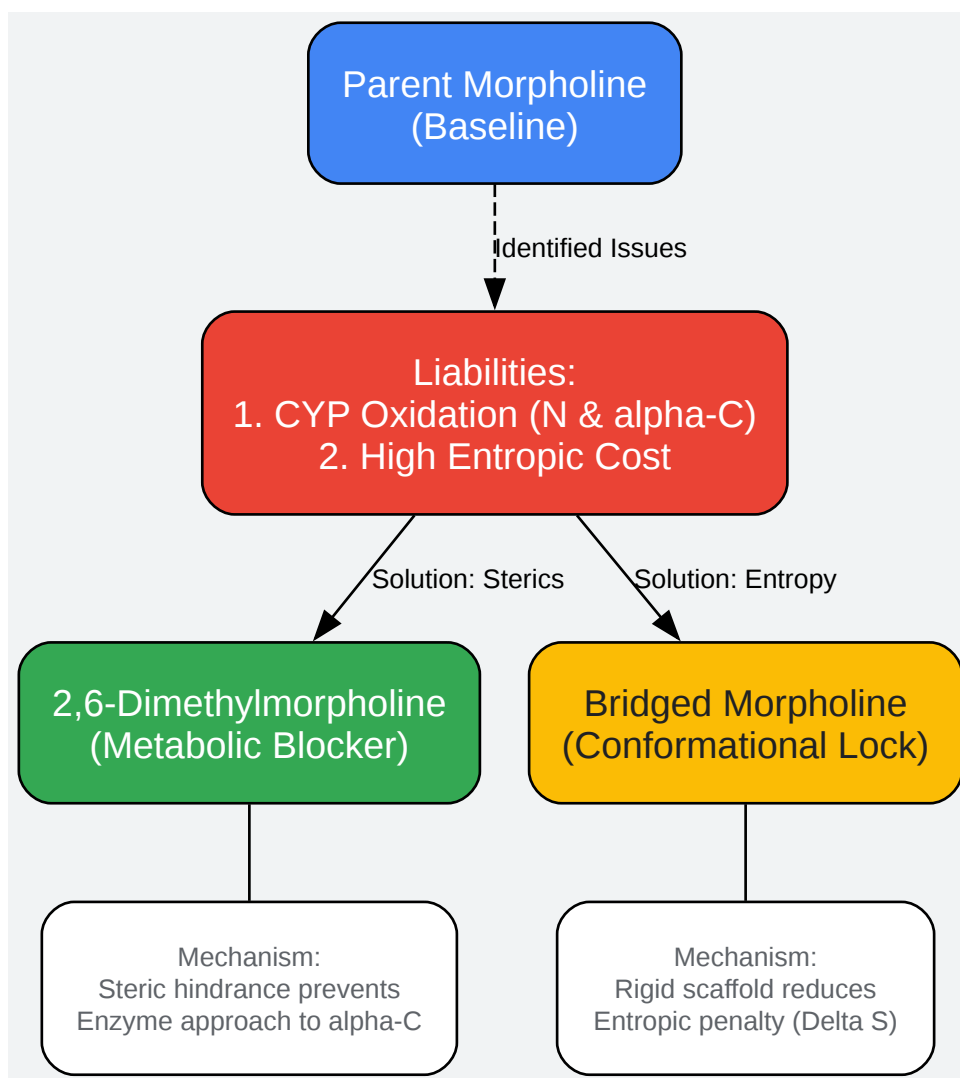 Parent Morpholine
(Baseline)
Identified Issues
Liabilities:
1. CYP Oxidation (N & alpha-C)
2. High Entropic Cost
Solution: Sterics
Solution: Entropy
2,6-Dimethylmorpholine
(Metabolic Blocker)
Bridged Morpholine
(Conformational Lock)
Mechanism:
Steric hindrance prevents
Enzyme approach to alpha-C
Mechanism:
Rigid scaffold reduces
Entropic penalty (Delta S)